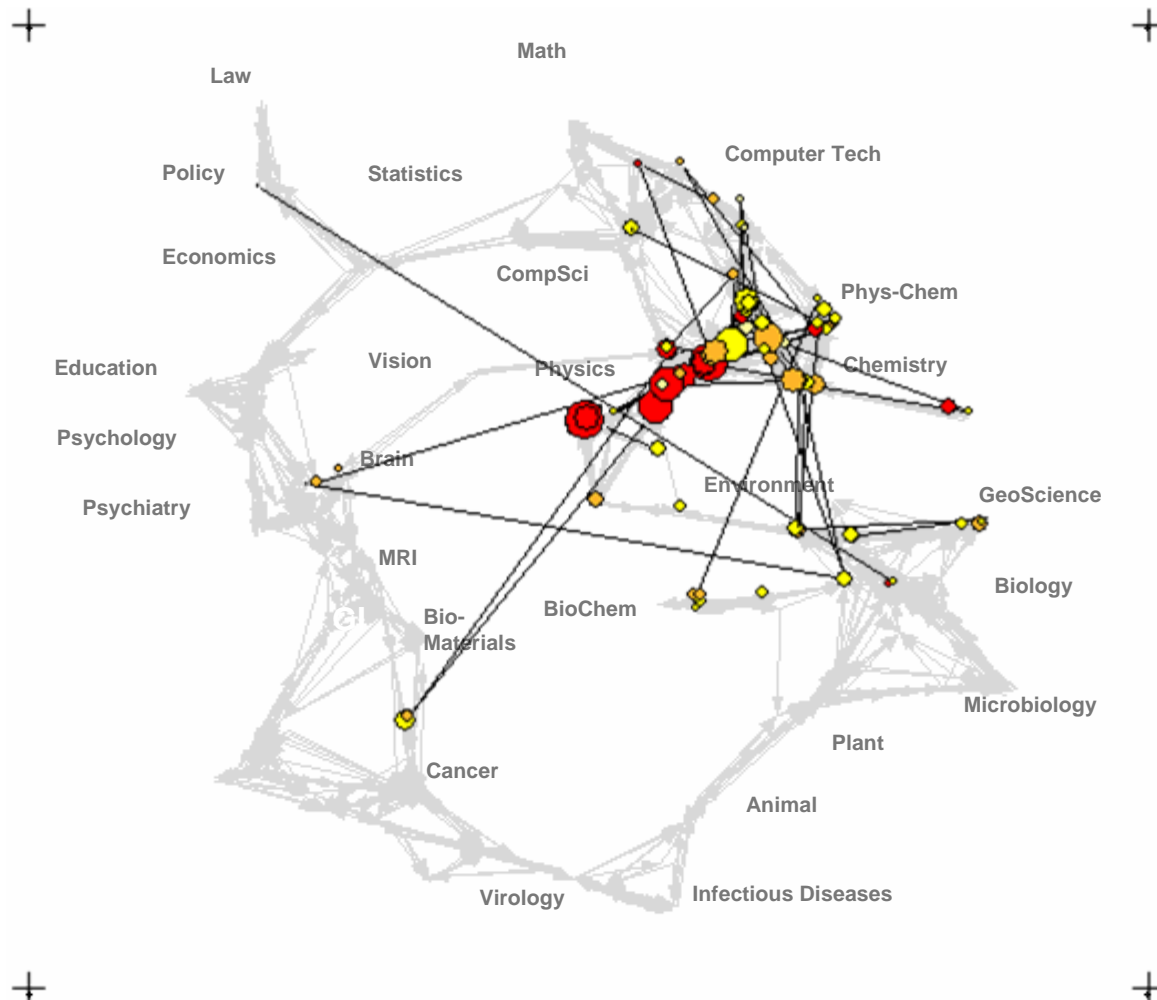 Math
Law
Computer Tech
Policy
Statistics
Economics
CompSci
Phys-Chem
Education
Vision
Physics
Chemistry
Psychology
Brain
Environment
GeoScience
Psychiatry
MRI
Biology
BioChem
Bio-
Materials
GI
Microbiology
Plant
Cancer
Animal
Virology
Infectious Diseases